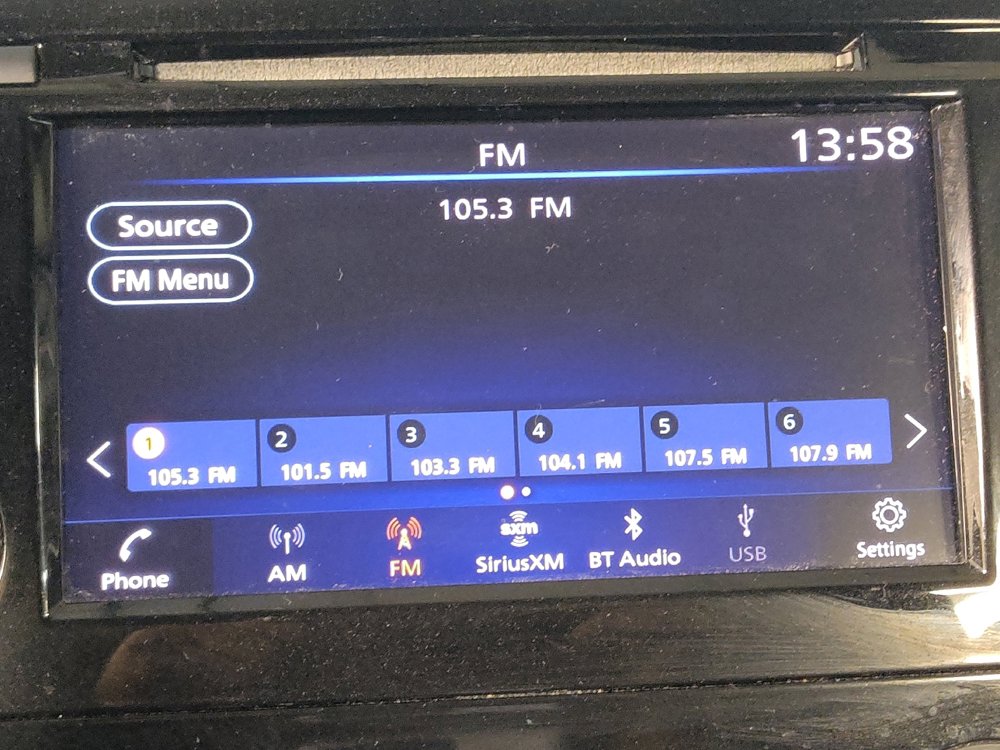 FM
13:58
105.3 FM
Source
FM Menu
1
105.3 FM
2
101.5 FM
3
103.3 FM
4
104.1 FM
5
107.5 FM
6
107.9 FM
Phone
AM
FM
sxm
SiriusXM
BT Audio
USB
Settings